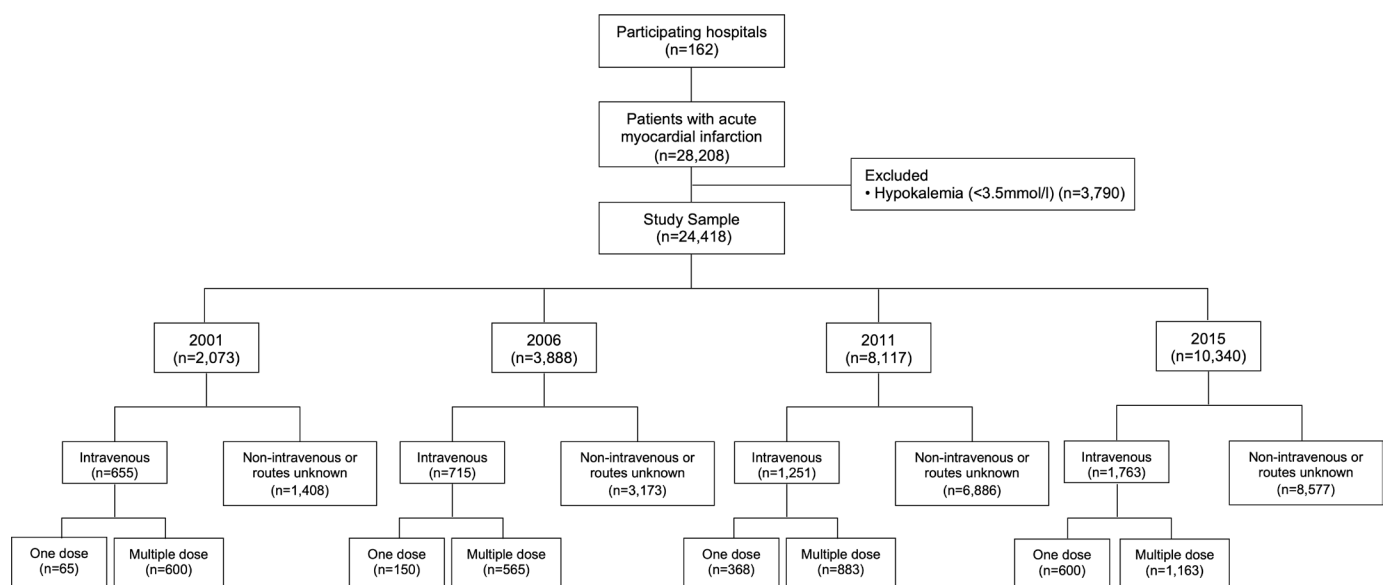 Participating hospitals
(n=162)
Patients with acute
myocardial infarction
(n=28,208)
Excluded
• Hypokalemia (<3.5mmol/l) (n=3,790)
Study Sample
(n=24,418)
2001
(n=2,073)
2006
(n=3,888)
2011
(n=8,117)
2015
(n=10,340)
Intravenous
(n=655)
Non-intravenous or
routes unknown
(n=1,408)
Intravenous
(n=715)
Non-intravenous or
routes unknown
(n=3,173)
Intravenous
(n=1,251)
Non-intravenous or
routes unknown
(n=6,886)
Intravenous
(n=1,763)
Non-intravenous or
routes unknown
(n=8,577)
One dose
(n=65)
Multiple dose
(n=600)
One dose
(n=150)
Multiple dose
(n=565)
One dose
(n=368)
Multiple dose
(n=883)
One dose
(n=600)
Multiple dose
(n=1,163)